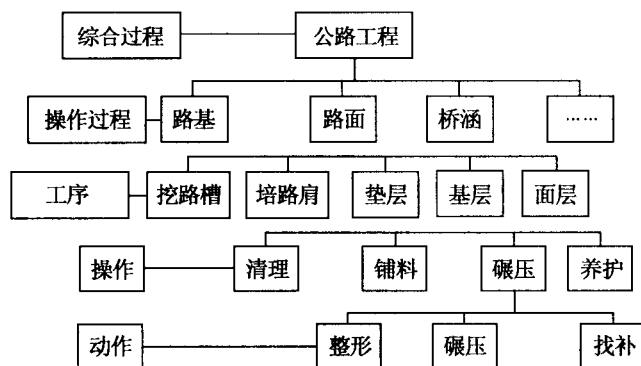 综合过程 公路工程
操作过程 路基 路面 桥涵 ……
工序 挖路槽 培路肩 垫层 基层 面层
操作 清理 铺料 碾压 养护
动作 整形 碾压 找补